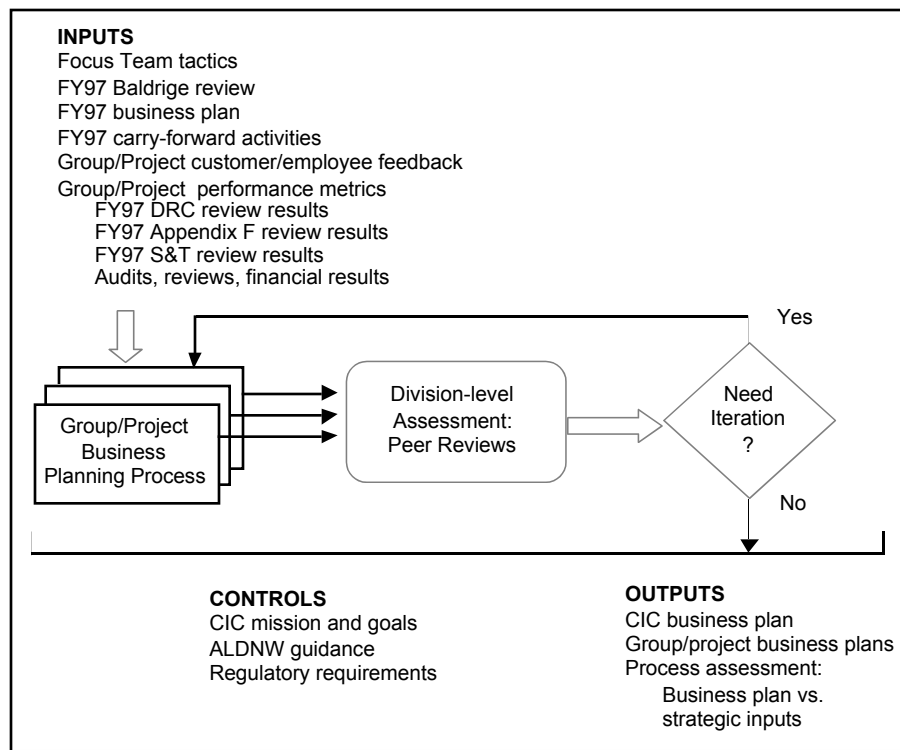 INPUTS
Focus Team tactics
FY97 Baldrige review
FY97 business plan
FY97 carry-forward activities
Group/Project customer/employee feedback
Group/Project performance metrics
FY97 DRC review results
FY97 Appendix F review results
FY97 S&T review results
Audits, reviews, financial results
Yes
Group/Project
Business
Planning Process
Division-level
Assessment:
Peer Reviews
Need
Iteration
?
No
CONTROLS
CIC mission and goals
ALDNW guidance
Regulatory requirements
OUTPUTS
CIC business plan
Group/project business plans
Process assessment:
Business plan vs.
strategic inputs